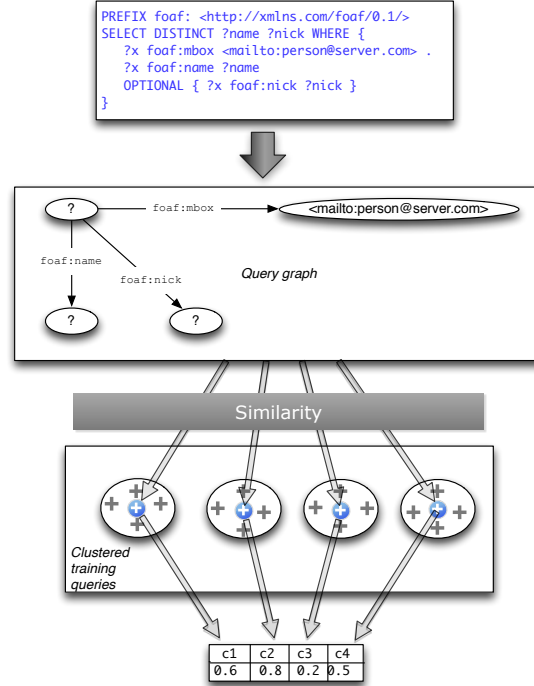 PREFIX foaf: <http://xmlns.com/foaf/0.1/>
SELECT DISTINCT ?name ?nick WHERE {
?x foaf:mbox <mailto:person@server.com> .
?x foaf:name ?name
OPTIONAL { ?x foaf:nick ?nick }
}
? foaf:mbox <mailto:person@server.com>
foaf:name
foaf:nick
Query graph
? ?
Similarity
Clustered
training
queries
c1 c2 c3 c4
0.6 0.8 0.2 0.5